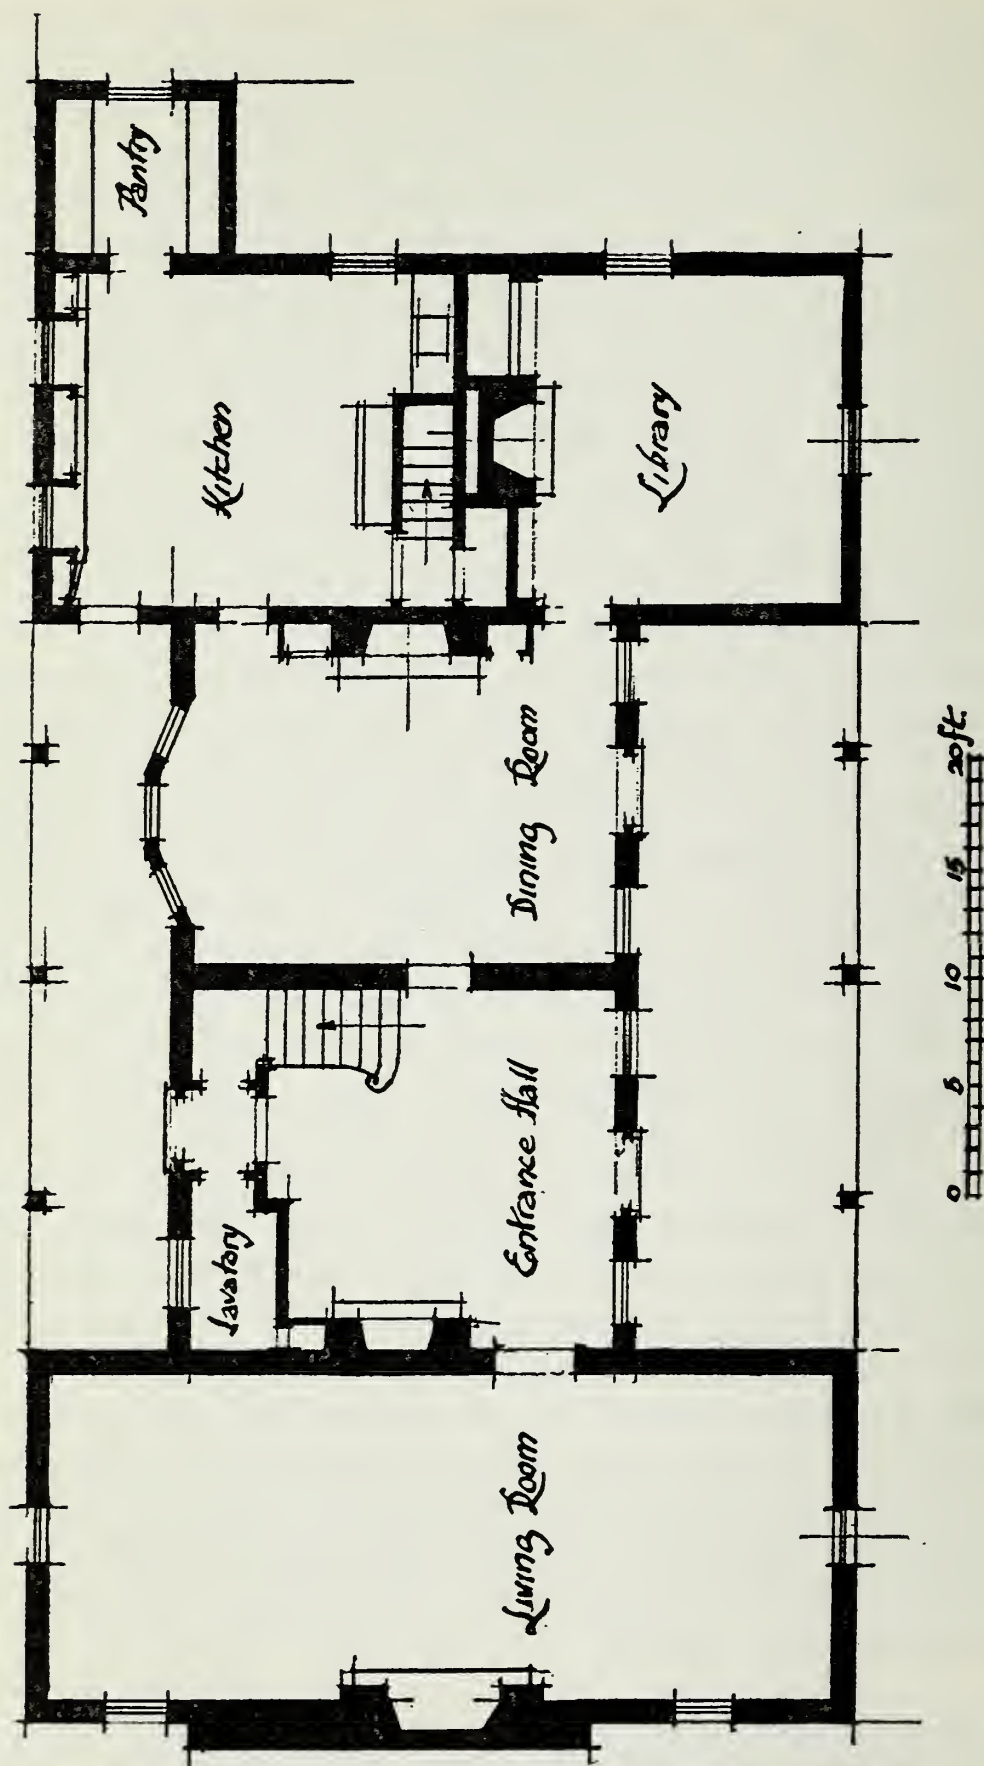 Pantry
Kitchen
Library
Dining Room
Entrance Hall
Lavatory
Living Room
0 5 10 15 20ft.